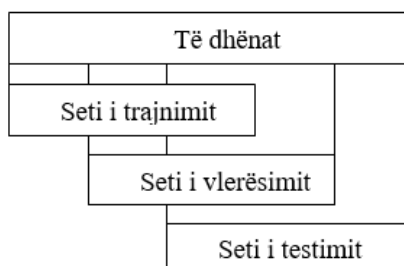 Të dhënat
Seti i trajnimit
Seti i vlerësimit
Seti i testimit